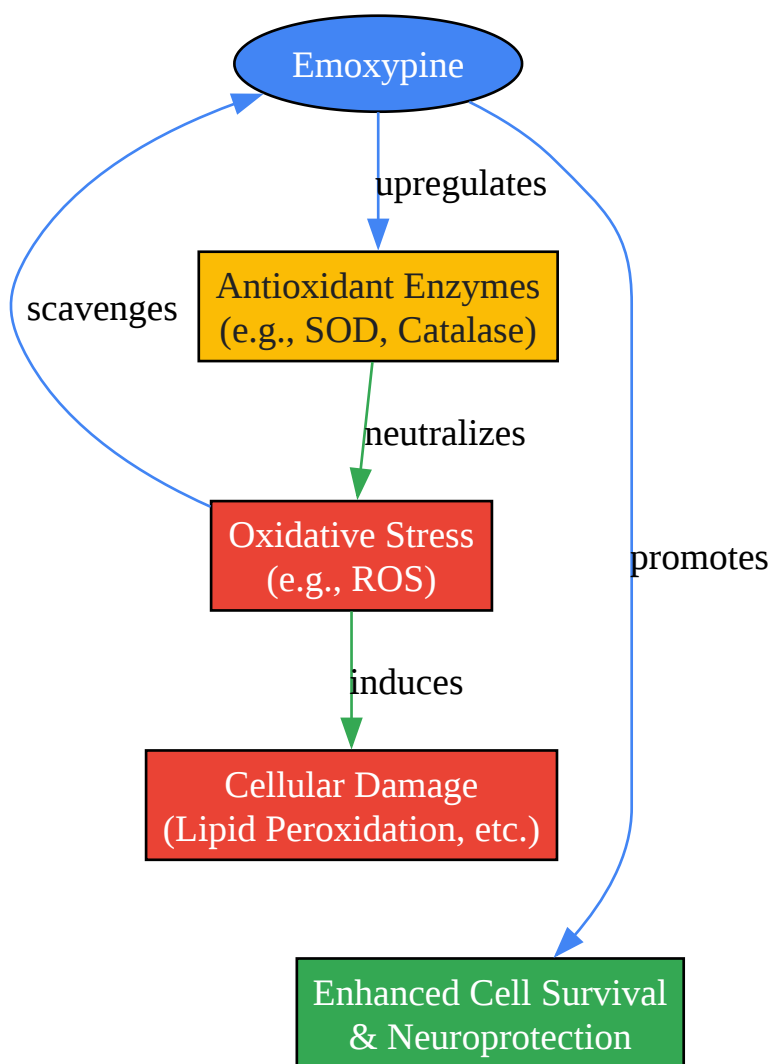 Emoxypine
upregulates
Antioxidant Enzymes
(e.g., SOD, Catalase)
scavenges
neutralizes
Oxidative Stress
(e.g., ROS)
promotes
induces
Cellular Damage
(Lipid Peroxidation, etc.)
Enhanced Cell Survival
& Neuroprotection